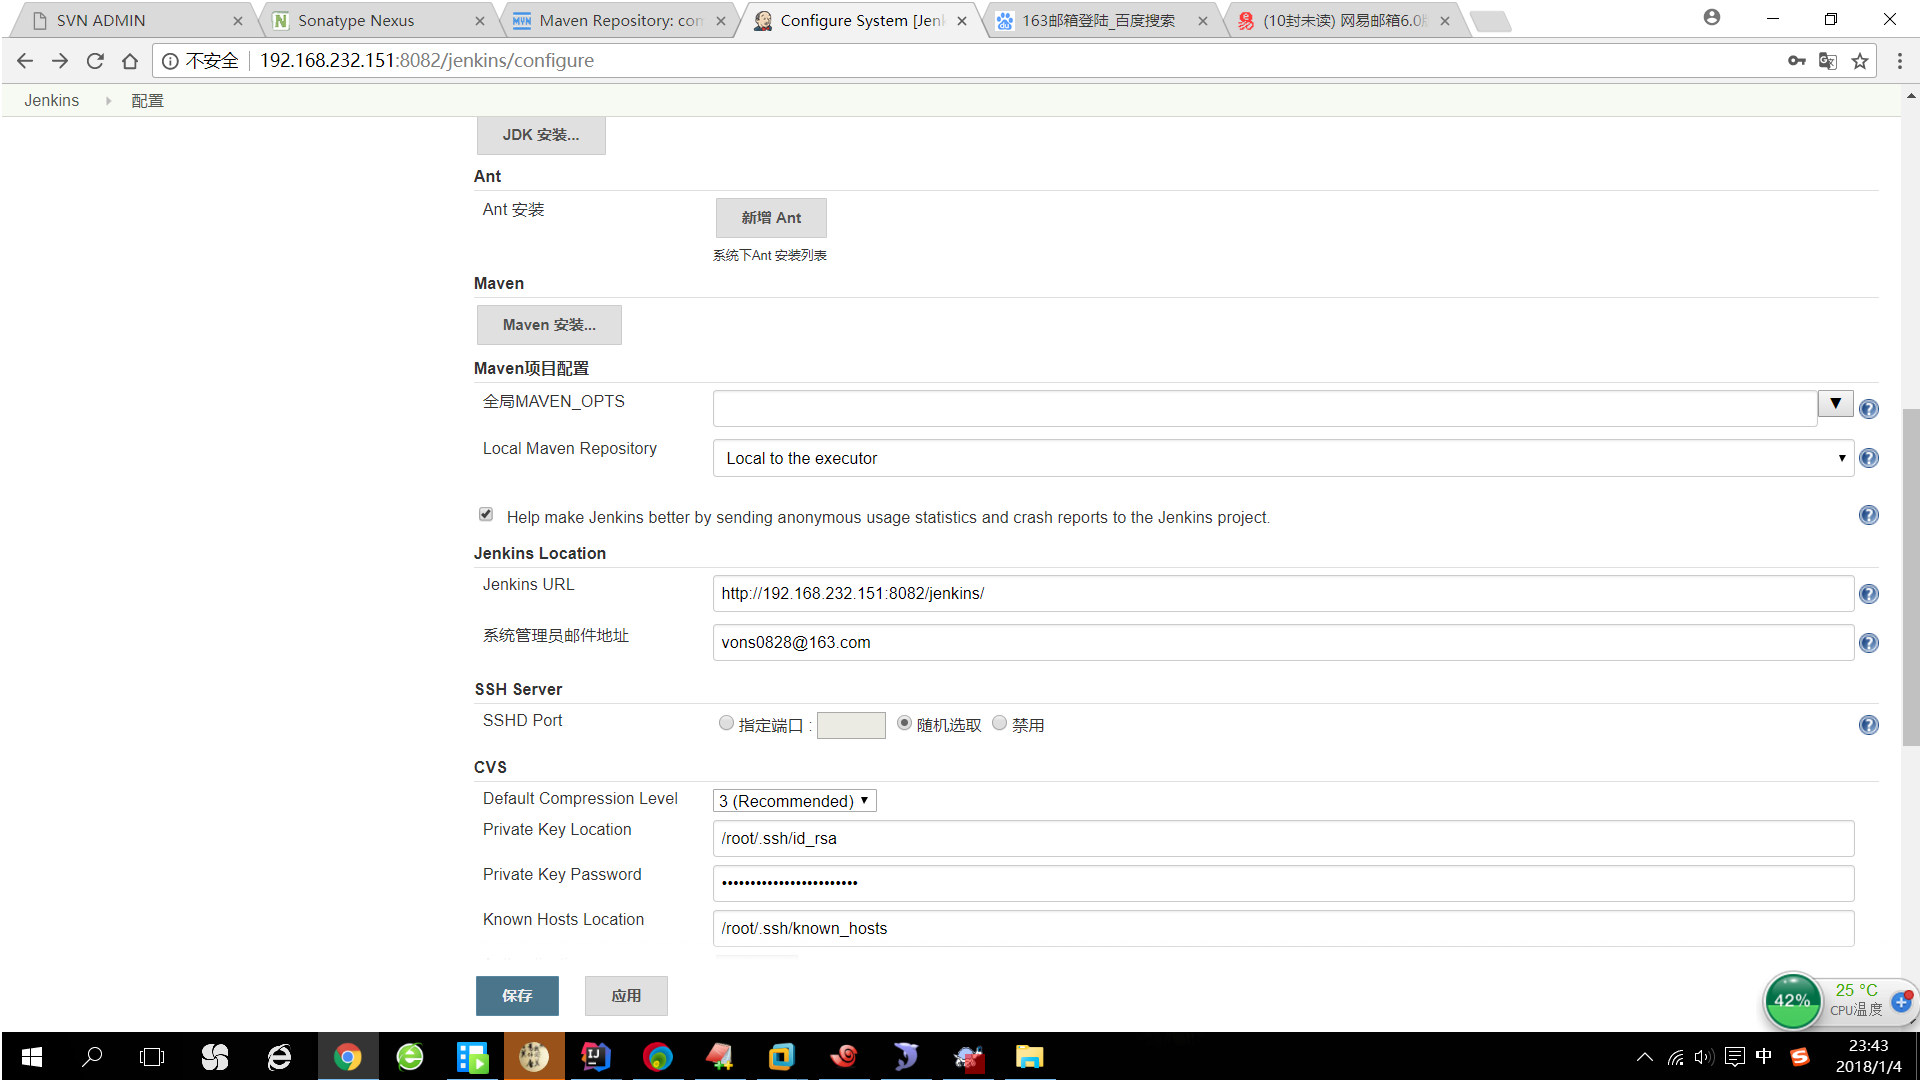 SVN ADMIN
Sonatype Nexus
Maven Repository: con
Configure System [Jenk
163邮箱登陆_百度搜索
(10封未读) 网易邮箱6.0版
不安全
192.168.232.151:8082/jenkins/configure
Jenkins
配置
JDK 安装...
Ant
Ant 安装
新增 Ant
系统下Ant 安装列表
Maven
Maven 安装...
Maven项目配置
全局MAVEN_OPTS
Local Maven Repository
Local to the executor
Help make Jenkins better by sending anonymous usage statistics and crash reports to the Jenkins project.
Jenkins Location
Jenkins URL
http://192.168.232.151:8082/jenkins/
系统管理员邮件地址
vons0828@163.com
SSH Server
SSHD Port
指定端口 :
随机选取
禁用
CVS
Default Compression Level
3 (Recommended)
Private Key Location
/root/.ssh/id_rsa
Private Key Password
••••••••••••••••••••••••
Known Hosts Location
/root/.ssh/known_hosts
保存
应用
42%
25 °C
CPU温度
中
23:43
2018/1/4